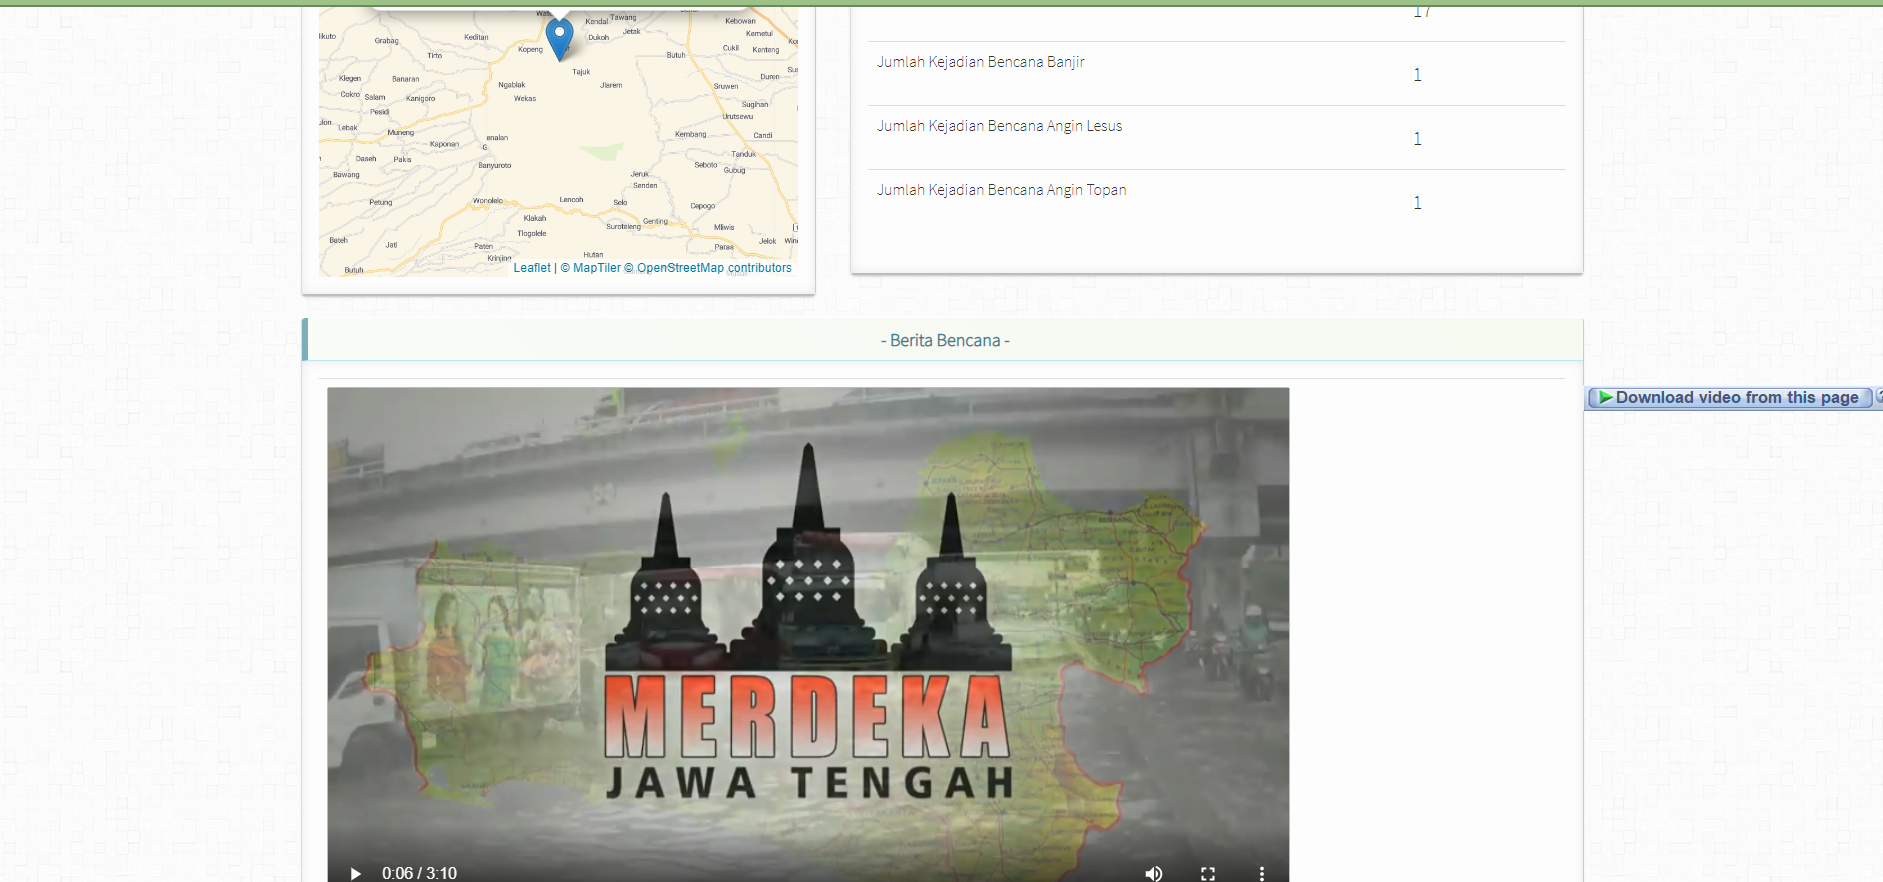 Tawang
Kebowan
Kendal
Jetak
Kemetul
Grabag
Keditan
Dukoh
Cukil
Kenteng
Tirto
Kopeng
Butuh
Tajuk
Duren
Klegen
Banaran
Ngablak
Jlarem
Sruwen
Cokro
Salam
Kanigoro
Wekas
Sugihan
Pesidi
Urutsewu
Lebak
Muneng
enalan
Kembang
Candi
Kaponan
G
Daseh
Pakis
Banyuroto
Tanduk
Seboto
Gubug
Bawang
Jeruk
Senden
Petung
Wonolelo
Lencoh
Selo
Depogo
Klakah
Genting
Suroteleng
Mliwis
Tlogolele
Bateh
Jati
Paten
Paras
Jelok
Krinjing
Hutan
Butuh
Leaflet | © MapTiler © OpenStreetMap contributors
17
Jumlah Kejadian Bencana Banjir
1
Jumlah Kejadian Bencana Angin Lesus
1
Jumlah Kejadian Bencana Angin Topan
1
- Berita Bencana -
Download video from this page
MERDEKA
JAWA TENGAH
0:06 / 3:10